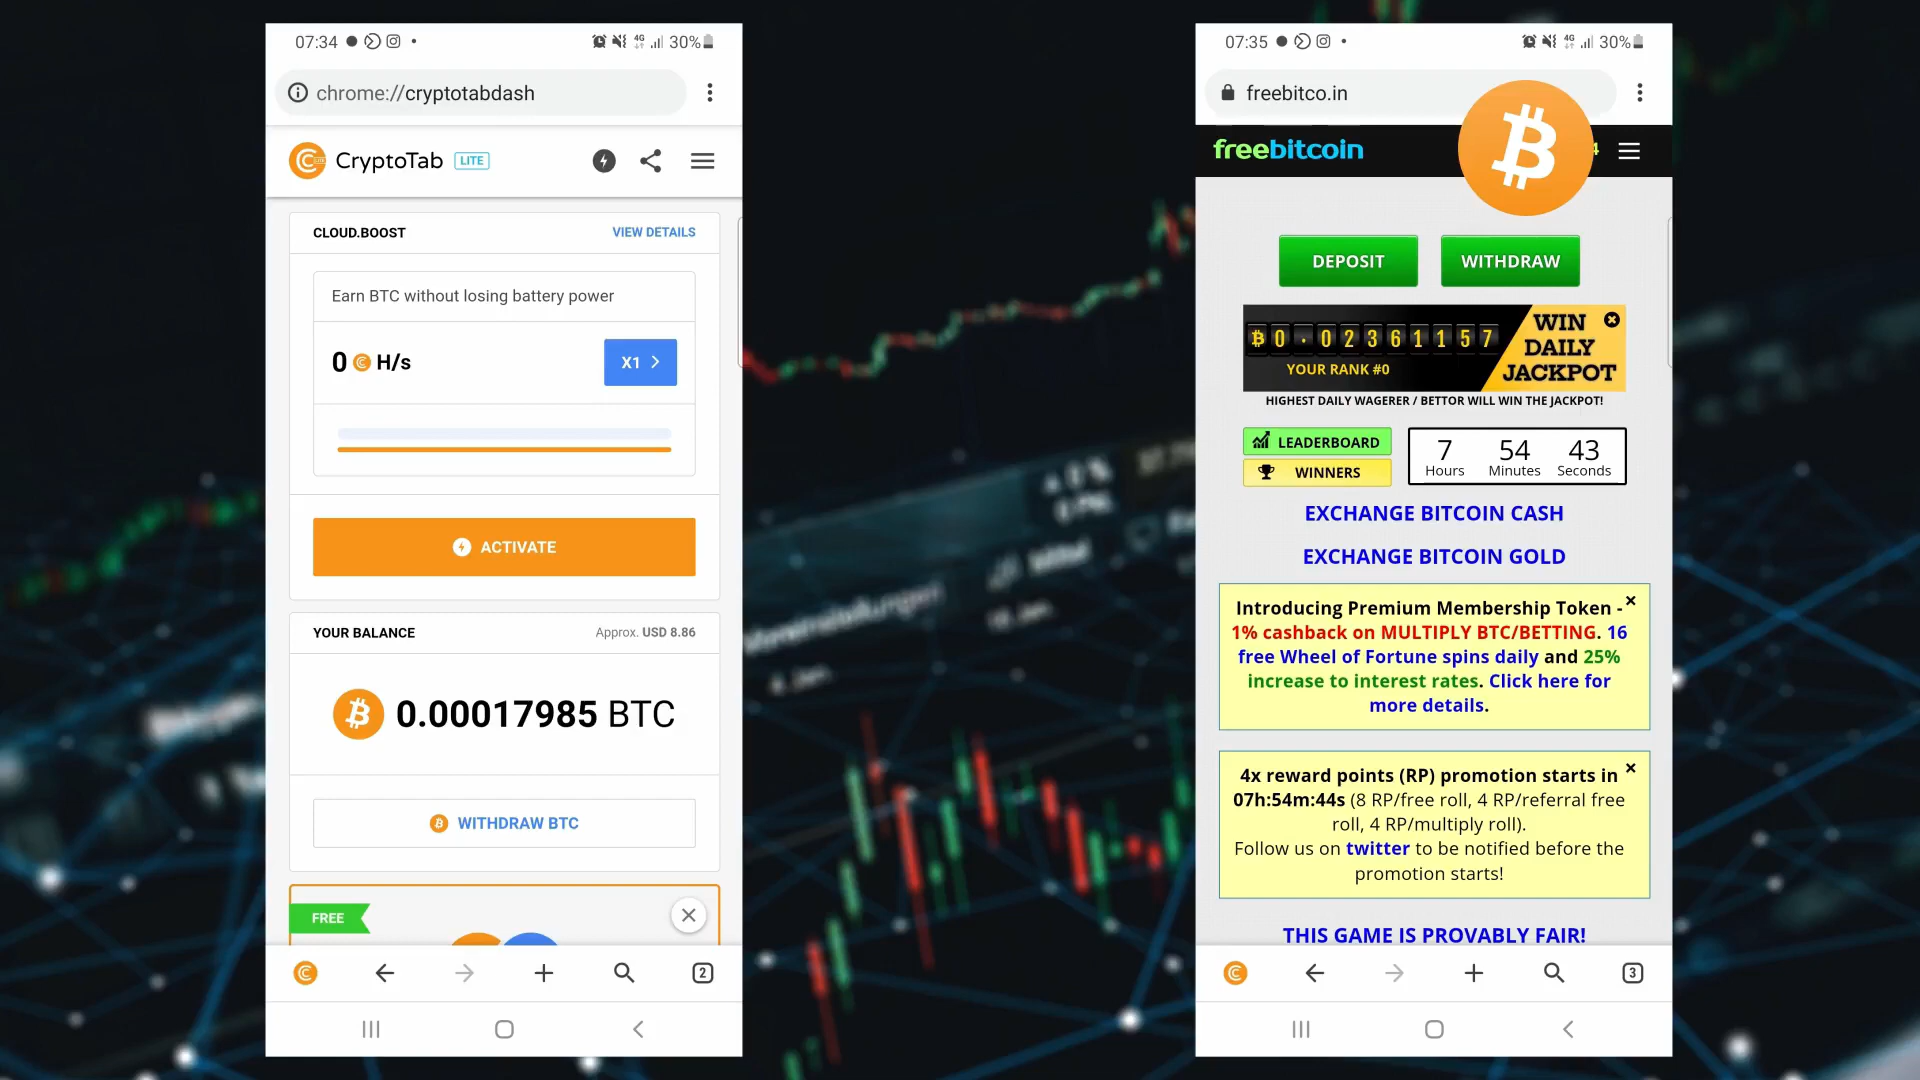 07:34
4G
30%
chrome://cryptotabdash
CryptoTab LITE
CLOUD.BOOST
VIEW DETAILS
Earn BTC without losing battery power
0 H/s
X1
ACTIVATE
YOUR BALANCE
Approx. USD 8.86
0.00017985 BTC
WITHDRAW BTC
FREE
2
07:35
4G
30%
freebitco.in
freebitcoin
4
DEPOSIT
WITHDRAW
0.02361157
YOUR RANK #0
WIN
DAILY
JACKPOT
HIGHEST DAILY WAGERER / BETTOR WILL WIN THE JACKPOT!
LEADERBOARD
WINNERS
7 54 43
Hours Minutes Seconds
EXCHANGE BITCOIN CASH
EXCHANGE BITCOIN GOLD
Introducing Premium Membership Token -
1% cashback on MULTIPLY BTC/BETTING. 16
free Wheel of Fortune spins daily and 25%
increase to interest rates. Click here for
more details.
4x reward points (RP) promotion starts in
07h:54m:44s (8 RP/free roll, 4 RP/referral free
roll, 4 RP/multiply roll).
Follow us on twitter to be notified before the
promotion starts!
THIS GAME IS PROVABLY FAIR!
3